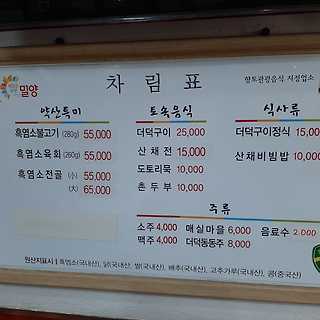 밀양
차림표
향토관광음식 지정업소
약산특미
흑염소불고기 (280g) 55,000
흑염소육회 (260g) 55,000
흑염소전골 (小) 55,000
(大) 65,000
토속음식
더덕구이 25,000
산채전 15,000
도토리묵 10,000
촌두부 10,000
식사류
더덕구이정식 15,000
산채비빔밥 10,000
주류
소주 4,000 매실마을 6,000 음료수 2,000
맥주 4,000 더덕동동주 8,000
원산지표시 흑염소(국내산), 닭(국내산), 쌀(국내산), 배추(국내산), 고추가루(국내산), 콩(중국산)